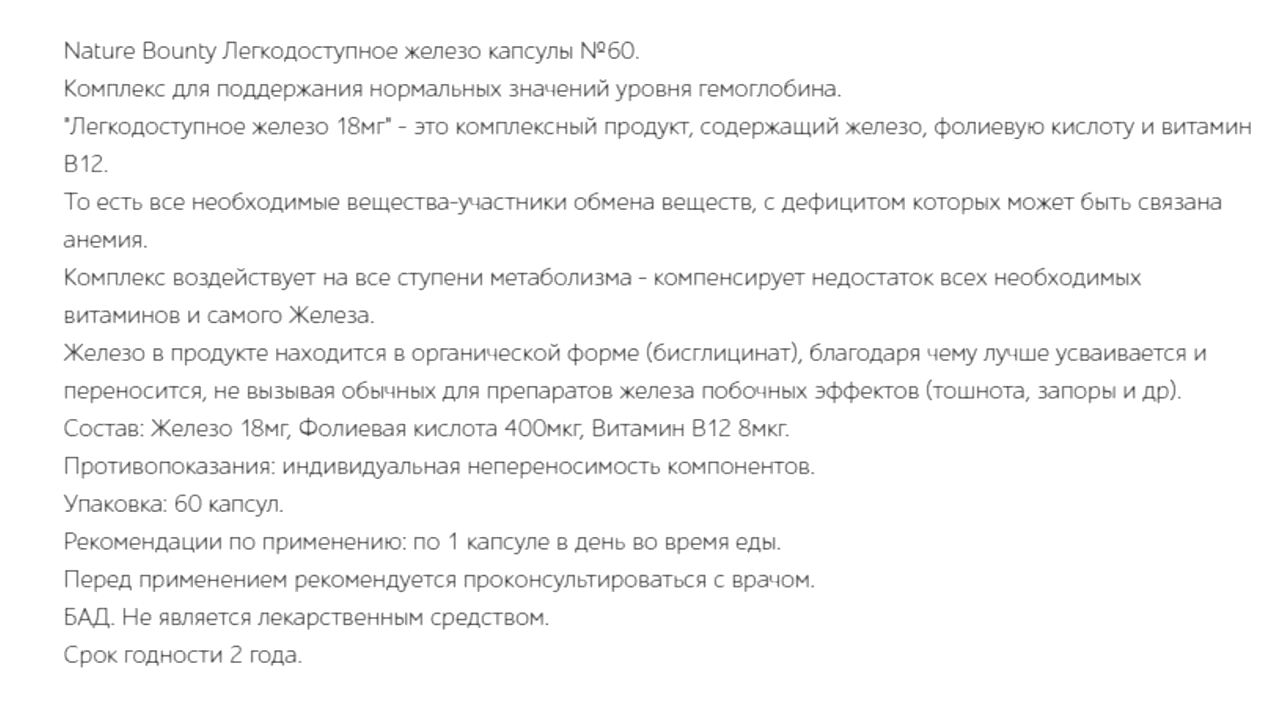 Nature Bounty Легкодоступное железо капсулы №60.
Комплекс для поддержания нормальных значений уровня гемоглобина.
"Легкодоступное железо 18мг" - это комплексный продукт, содержащий железо, фолиевую кислоту и витамин
В12.
То есть все необходимые вещества-участники обмена веществ, с дефицитом которых может быть связана
анемия.
Комплекс воздействует на все ступени метаболизма - компенсирует недостаток всех необходимых
витаминов и самого Железа.
Железо в продукте находится в органической форме (бисглицинат), благодаря чему лучше усваивается и
переносится, не вызывая обычных для препаратов железа побочных эффектов (тошнота, запоры и др).
Состав: Железо 18мг, Фолиевая кислота 400мкг, Витамин В12 8мкг.
Противопоказания: индивидуальная непереносимость компонентов.
Упаковка: 60 капсул.
Рекомендации по применению: по 1 капсуле в день во время еды.
Перед применением рекомендуется проконсультироваться с врачом.
БАД. Не является лекарственным средством.
Срок годности 2 года.